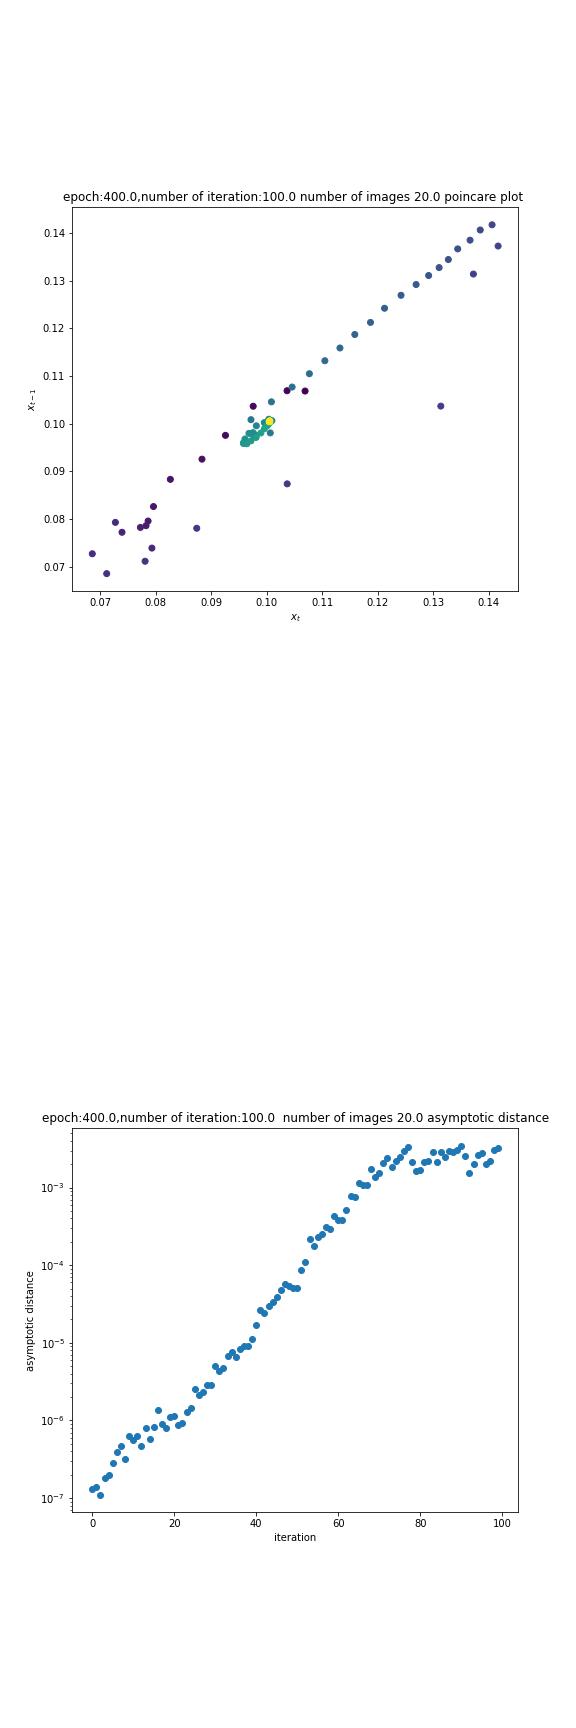 epoch:400.0,number of iteration:100.0 number of images 20.0 poincare plot
0.14
0.13
0.12
0.11
0.10
0.09
0.08
0.07
x_{t-1}
0.07 0.08 0.09 0.10 0.11 0.12 0.13 0.14
x_t
epoch:400.0,number of iteration:100.0  number of images 20.0 asymptotic distance
10^{-3}
10^{-4}
10^{-5}
10^{-6}
10^{-7}
asymptotic distance
0 20 40 60 80 100
iteration